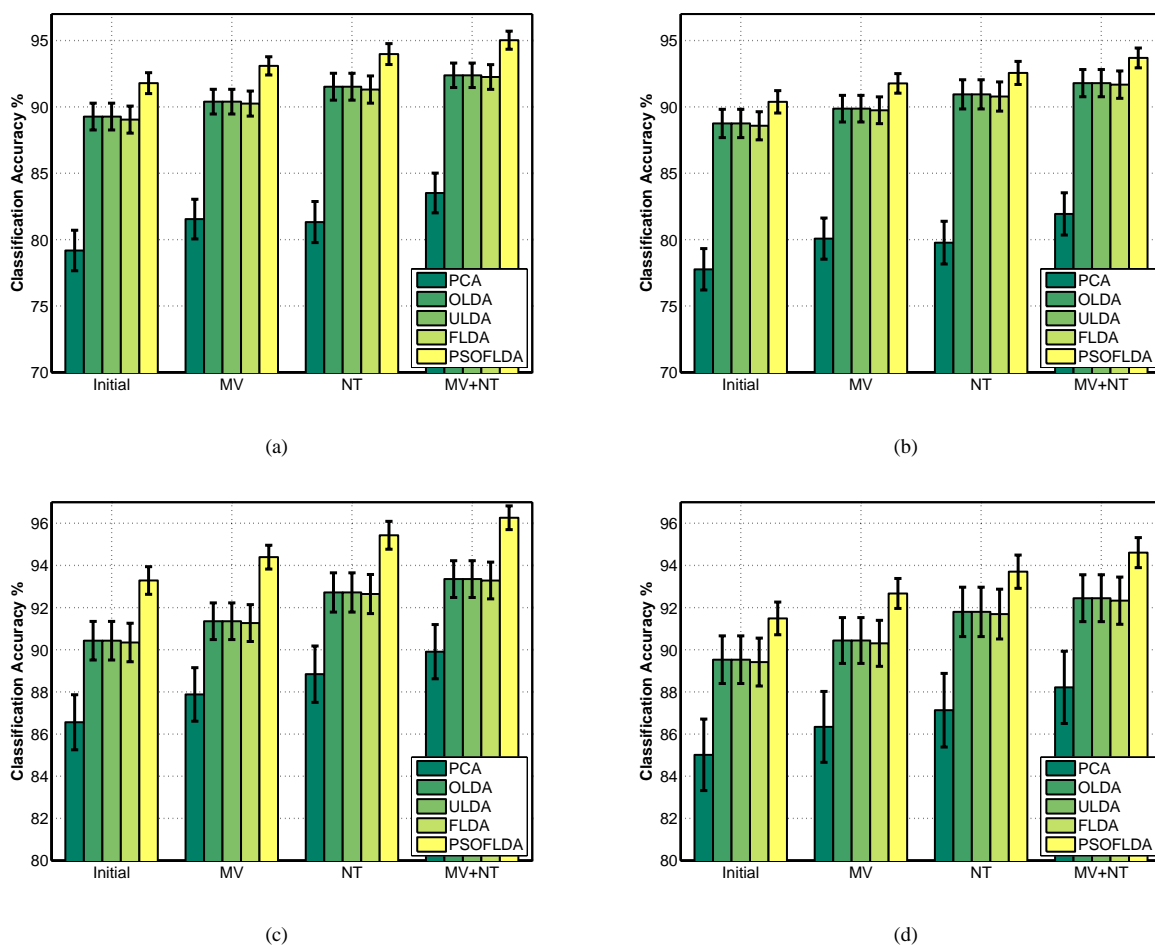 95
90
85
80
75
70
Classification Accuracy %
Initial MV NT MV+NT
PCA
OLDA
ULDA
FLDA
PSOFLDA
(a)
95
90
85
80
75
70
Classification Accuracy %
Initial MV NT MV+NT
PCA
OLDA
ULDA
FLDA
PSOFLDA
(b)
96
94
92
90
88
86
84
82
80
Classification Accuracy %
Initial MV NT MV+NT
PCA
OLDA
ULDA
FLDA
PSOFLDA
(c)
96
94
92
90
88
86
84
82
80
Classification Accuracy %
Initial MV NT MV+NT
PCA
OLDA
ULDA
FLDA
PSOFLDA
(d)